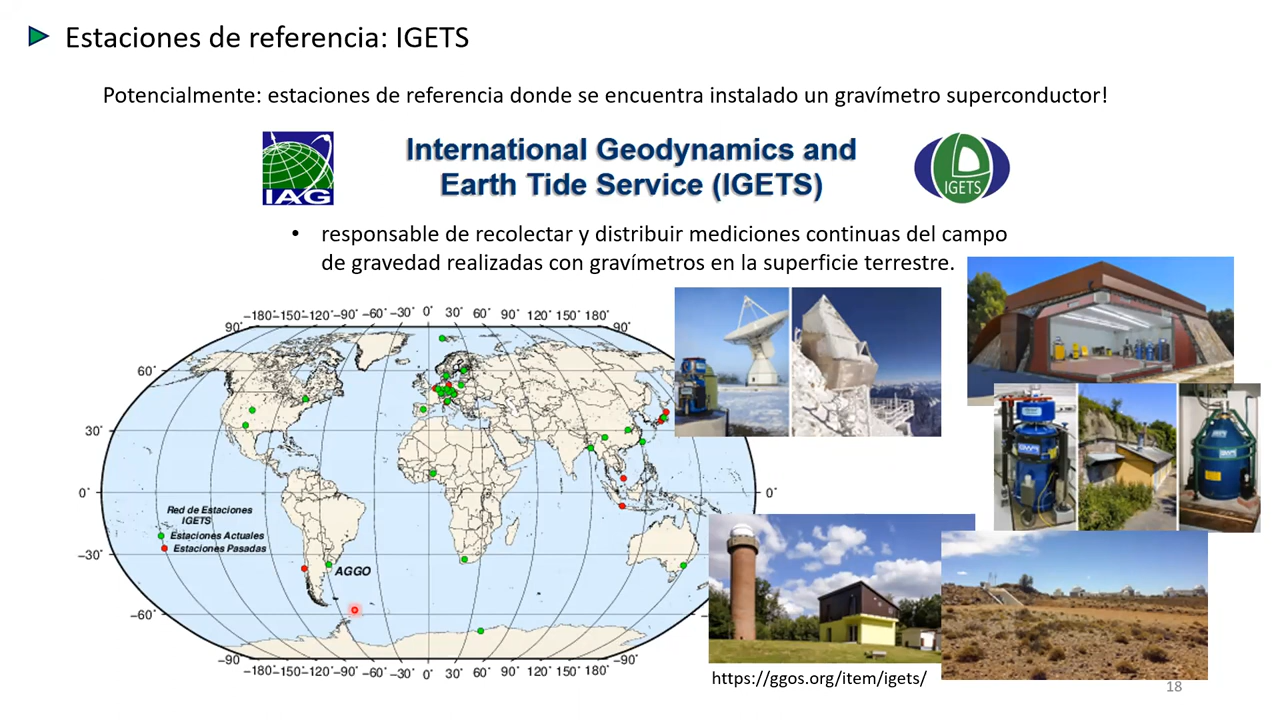 Estaciones de referencia: IGETS
Potencialmente: estaciones de referencia donde se encuentra instalado un gravímetro superconductor!
IAG
International Geodynamics and
Earth Tide Service (IGETS)
IGETS
• responsable de recolectar y distribuir mediciones continuas del campo
de gravedad realizadas con gravímetros en la superficie terrestre.
−180˚−150˚−120˚ −90˚ −60˚ −30˚ 0˚ 30˚ 60˚ 90˚ 120˚ 150˚ 180˚
90˚ 90˚
60˚
30˚
0˚ 0˚
Red de Estaciones
IGETS
Estaciones Actuales
Estaciones Pasadas
−30˚
AGGO
−60˚ −60
−90˚ −90˚
−180˚−150˚−120˚ −90˚ −60˚ −30˚ 0˚ 30˚ 60˚ 90˚ 120˚ 150˚ 180˚
https://ggos.org/item/igets/
18